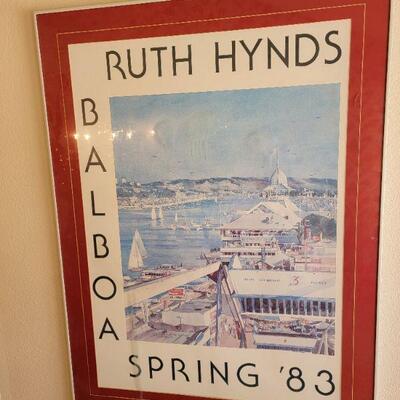 RUTH HYNDS
BALBOA
SPRING '83